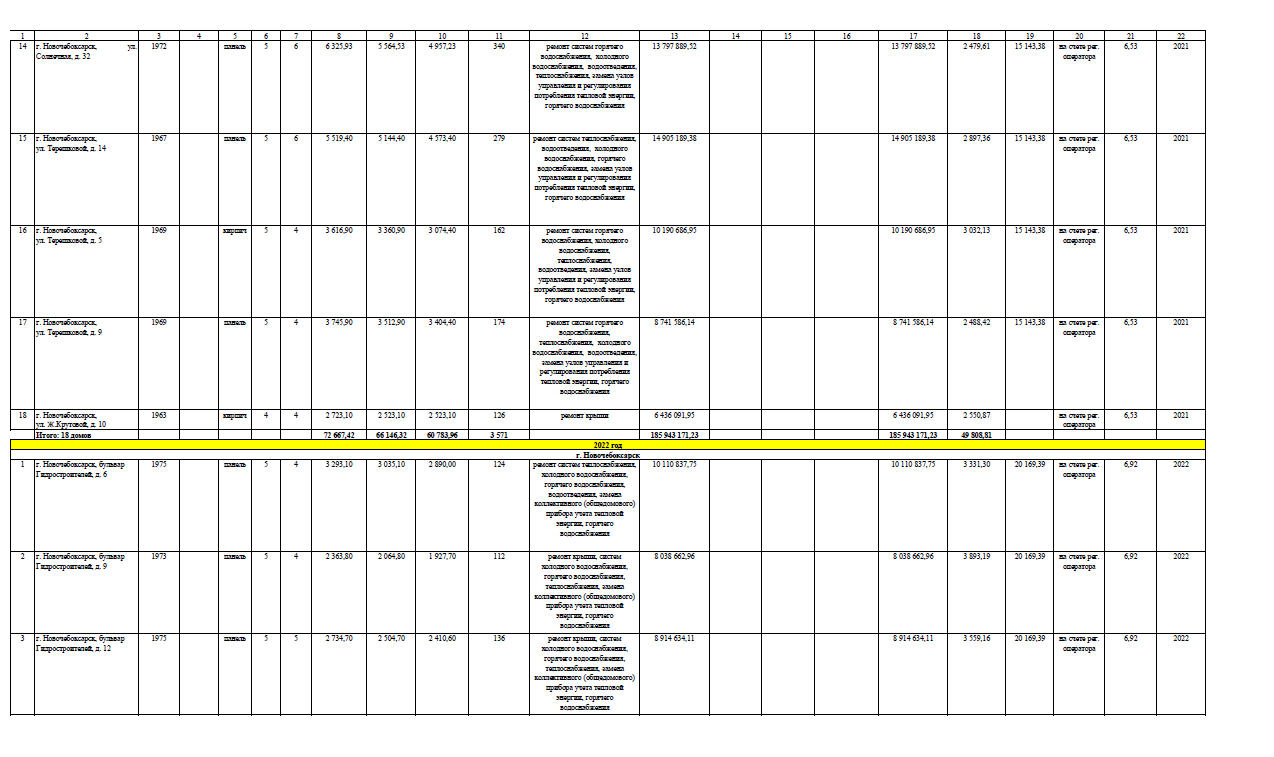 1 2 3 4 5 6 7 8 9 10 11 12 13 14 15 16 17 18 19 20 21 22
14 г. Новочебоксарск, ул. 1972 панель 5 6 6 325,93 5 564,53 4 957,23 340 ремонт систем горячего 13 797 889,52 13 797 889,52 2 479,61 15 143,38 на счете рег. 6,53 2021
Солнечная, д. 32 водоснабжения, холодного оператора
водоснабжения, водоотведения,
теплоснабжения, замена узлов
управления и регулирования
потребления тепловой энергии,
горячего водоснабжения
15 г. Новочебоксарск, 1967 панель 5 6 5 519,40 5 144,40 4 573,40 279 ремонт систем теплоснабжения, 14 905 189,38 14 905 189,38 2 897,36 15 143,38 на счете рег. 6,53 2021
ул. Терешковой, д. 14 водоотведения, холодного оператора
водоснабжения, горячего
водоснабжения, замена узлов
управления и регулирования
потребления тепловой энергии,
горячего водоснабжения
16 г. Новочебоксарск, 1969 кирпич 5 4 3 616,90 3 360,90 3 074,40 162 ремонт систем горячего 10 190 686,95 10 190 686,95 3 032,13 15 143,38 на счете рег. 6,53 2021
ул. Терешковой, д. 5 водоснабжения, холодного оператора
водоснабжения,
теплоснабжения,
водоотведения, замена узлов
управления и регулирования
потребления тепловой энергии,
горячего водоснабжения
17 г. Новочебоксарск, 1969 панель 5 4 3 745,90 3 512,90 3 404,40 174 ремонт систем горячего 8 741 586,14 8 741 586,14 2 488,42 15 143,38 на счете рег. 6,53 2021
ул. Терешковой, д. 9 водоснабжения, оператора
теплоснабжения, холодного
водоснабжения, водоотведения,
замена узлов управления и
регулирования потребления
тепловой энергии, горячего
водоснабжения
18 г. Новочебоксарск, 1963 кирпич 4 4 2 723,10 2 523,10 2 523,10 126 ремонт крыши 6 436 091,95 6 436 091,95 2 550,87 на счете рег. 6,53 2021
ул. Ж.Крутовой, д. 10 оператора
Итого: 18 домов 72 667,42 66 146,32 60 783,96 3 571 185 943 171,23 185 943 171,23 49 808,81
2022 год
г. Новочебоксарск
1 г. Новочебоксарск, бульвар 1975 панель 5 4 3 293,10 3 035,10 2 890,00 124 ремонт систем теплоснабжения, 10 110 837,75 10 110 837,75 3 331,30 20 169,39 на счете рег. 6,92 2022
Гидростроителей, д. 6 холодного водоснабжения, оператора
горячего водоснабжения,
водоотведения, замена
коллективного (общедомового)
прибора учета тепловой
энергии, горячего
водоснабжения
2 г. Новочебоксарск, бульвар 1973 панель 5 4 2 363,80 2 064,80 1 927,70 112 ремонт крыши, систем 8 038 662,96 8 038 662,96 3 893,19 20 169,39 на счете рег. 6,92 2022
Гидростроителей, д. 9 холодного водоснабжения, оператора
горячего водоснабжения,
теплоснабжения, замена
коллективного (общедомового)
прибора учета тепловой
энергии, горячего
водоснабжения
3 г. Новочебоксарск, бульвар 1975 панель 5 5 2 734,70 2 504,70 2 410,60 136 ремонт крыши, систем 8 914 634,11 8 914 634,11 3 559,16 20 169,39 на счете рег. 6,92 2022
Гидростроителей, д. 12 холодного водоснабжения, оператора
горячего водоснабжения,
теплоснабжения, замена
коллективного (общедомового)
прибора учета тепловой
энергии, горячего
водоснабжения